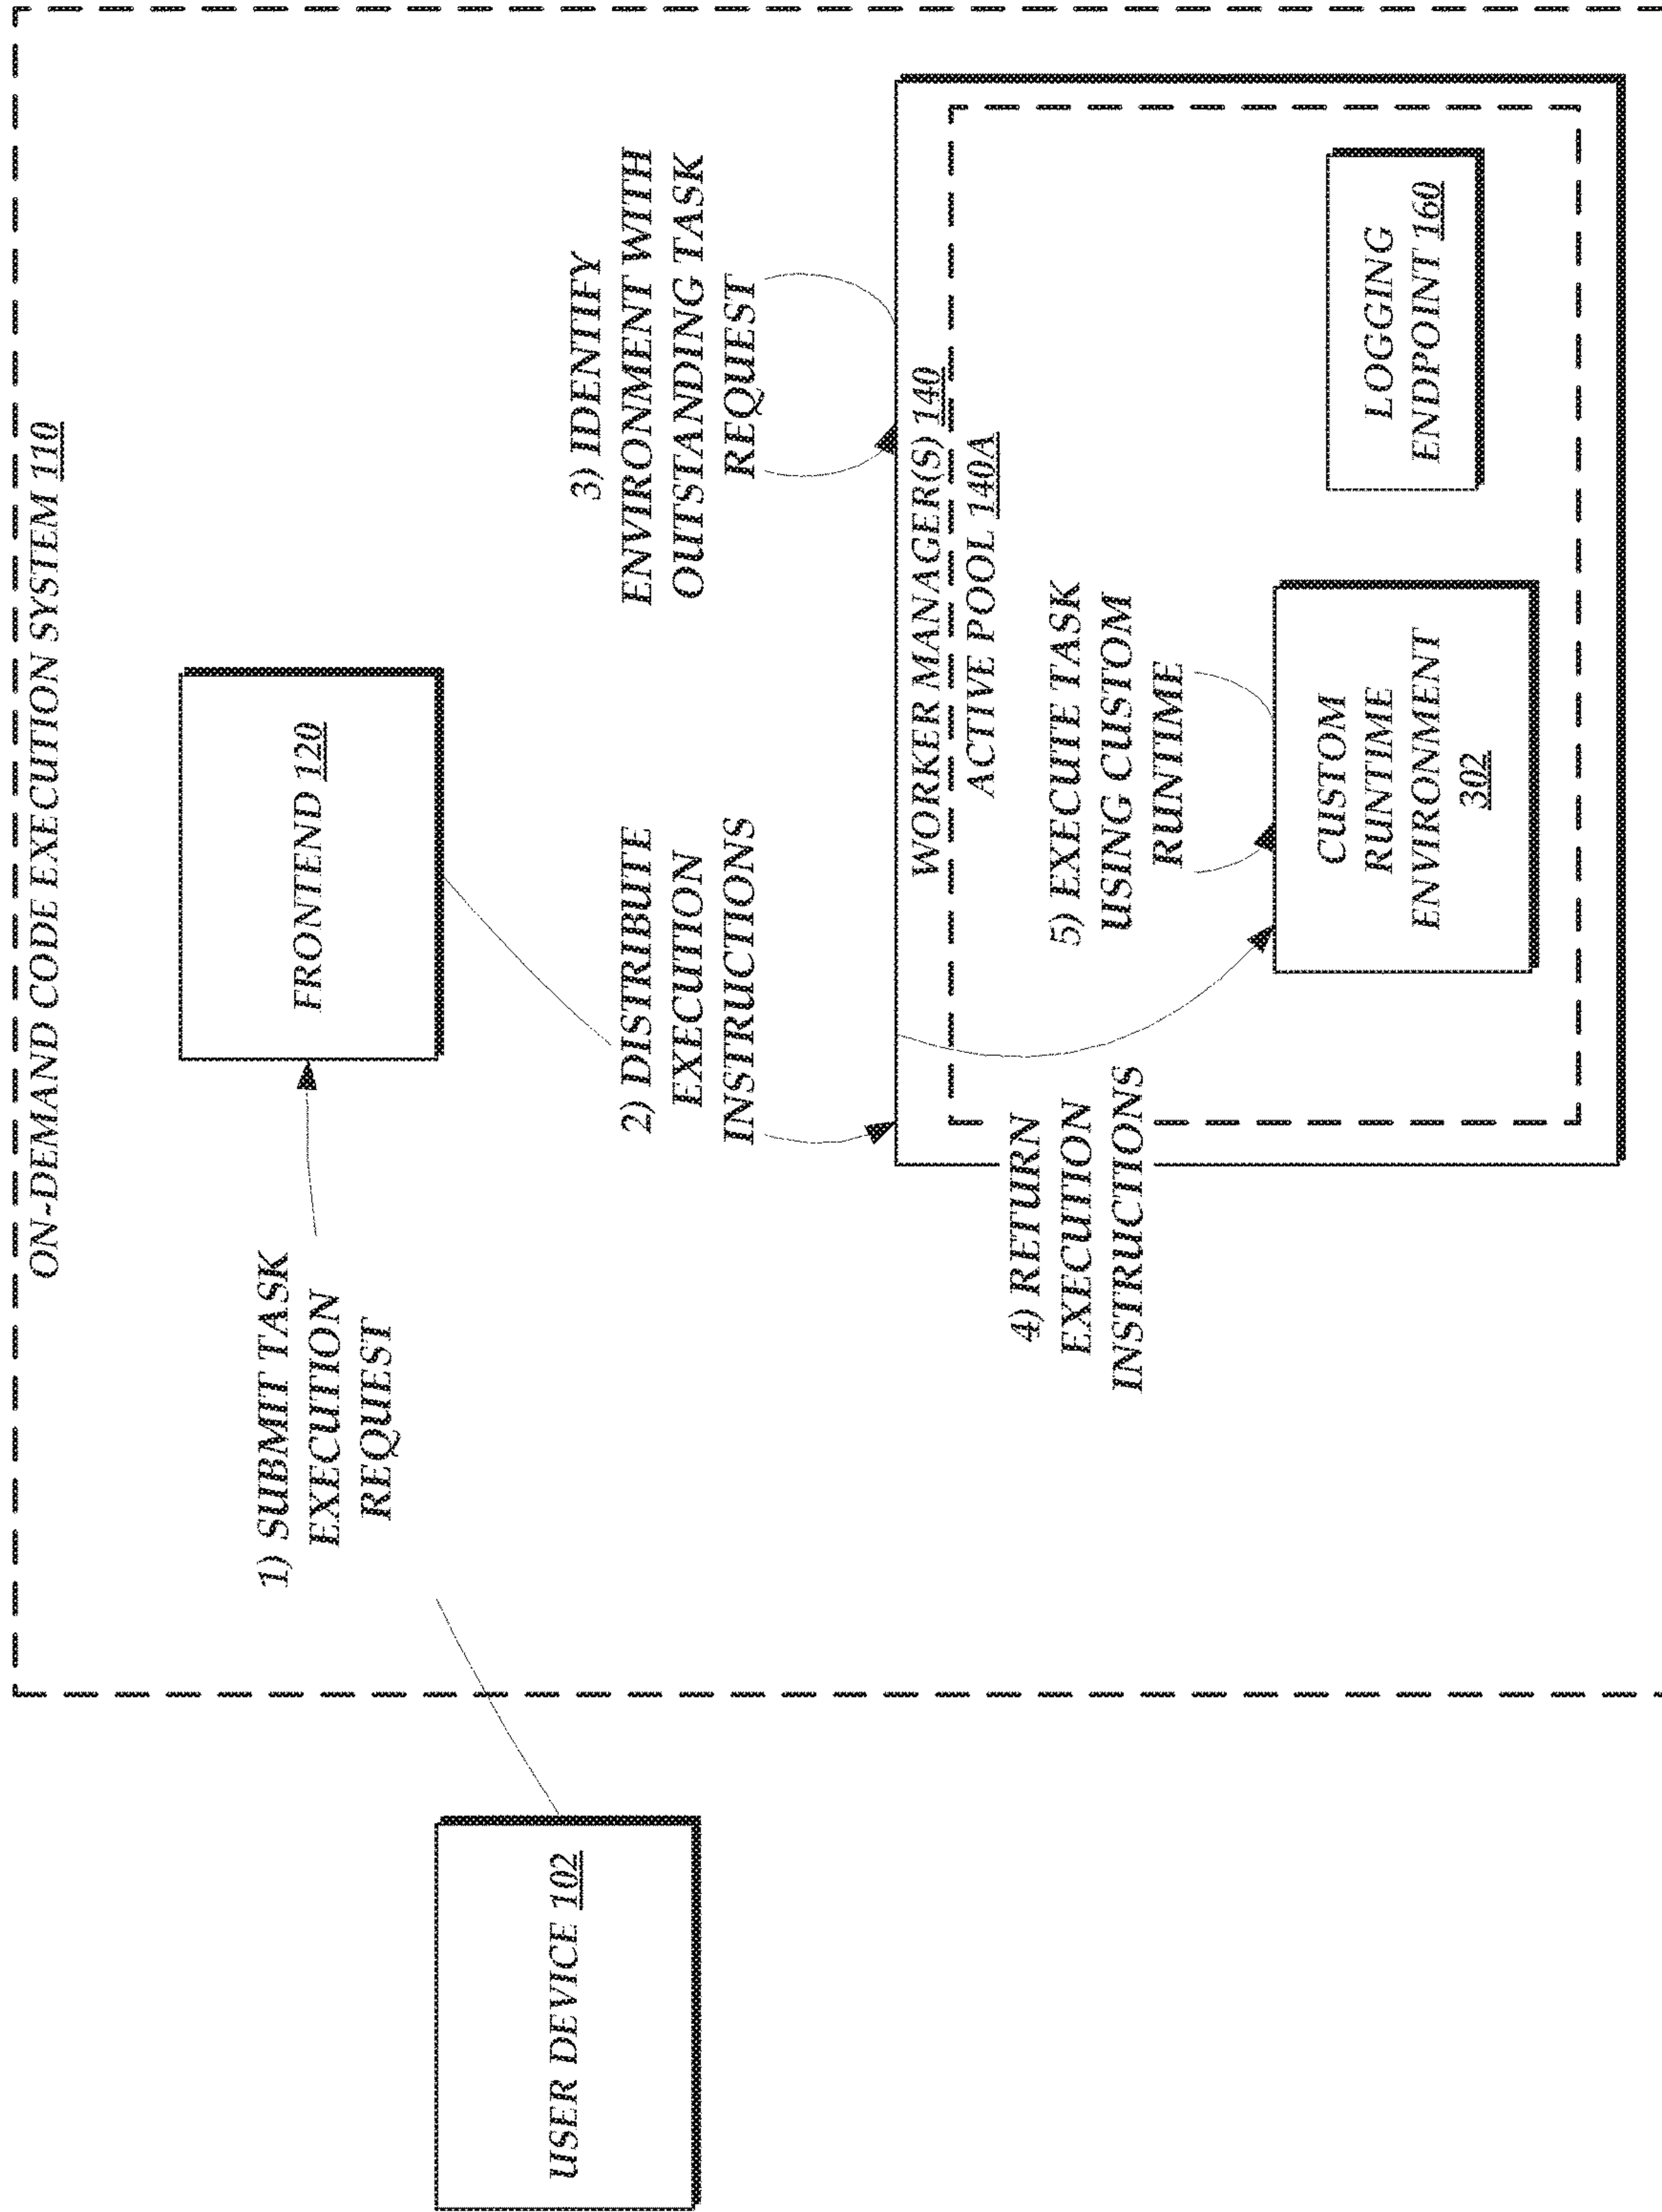 ON-DEMAND CODE EXECUTION SYSTEM 110
USER DEVICE 102
1) SUBMIT TASK
EXECUTION
REQUEST
FRONTEND 120
2) DISTRIBUTE
EXECUTION
INSTRUCTIONS
3) IDENTIFY
ENVIRONMENT WITH
OUTSTANDING TASK
REQUEST
WORKER MANAGER(S) 140
ACTIVE POOL 140A
4) RETURN
EXECUTION
INSTRUCTIONS
5) EXECUTE TASK
USING CUSTOM
RUNTIME
CUSTOM
RUNTIME
ENVIRONMENT
302
LOGGING
ENDPOINT 160